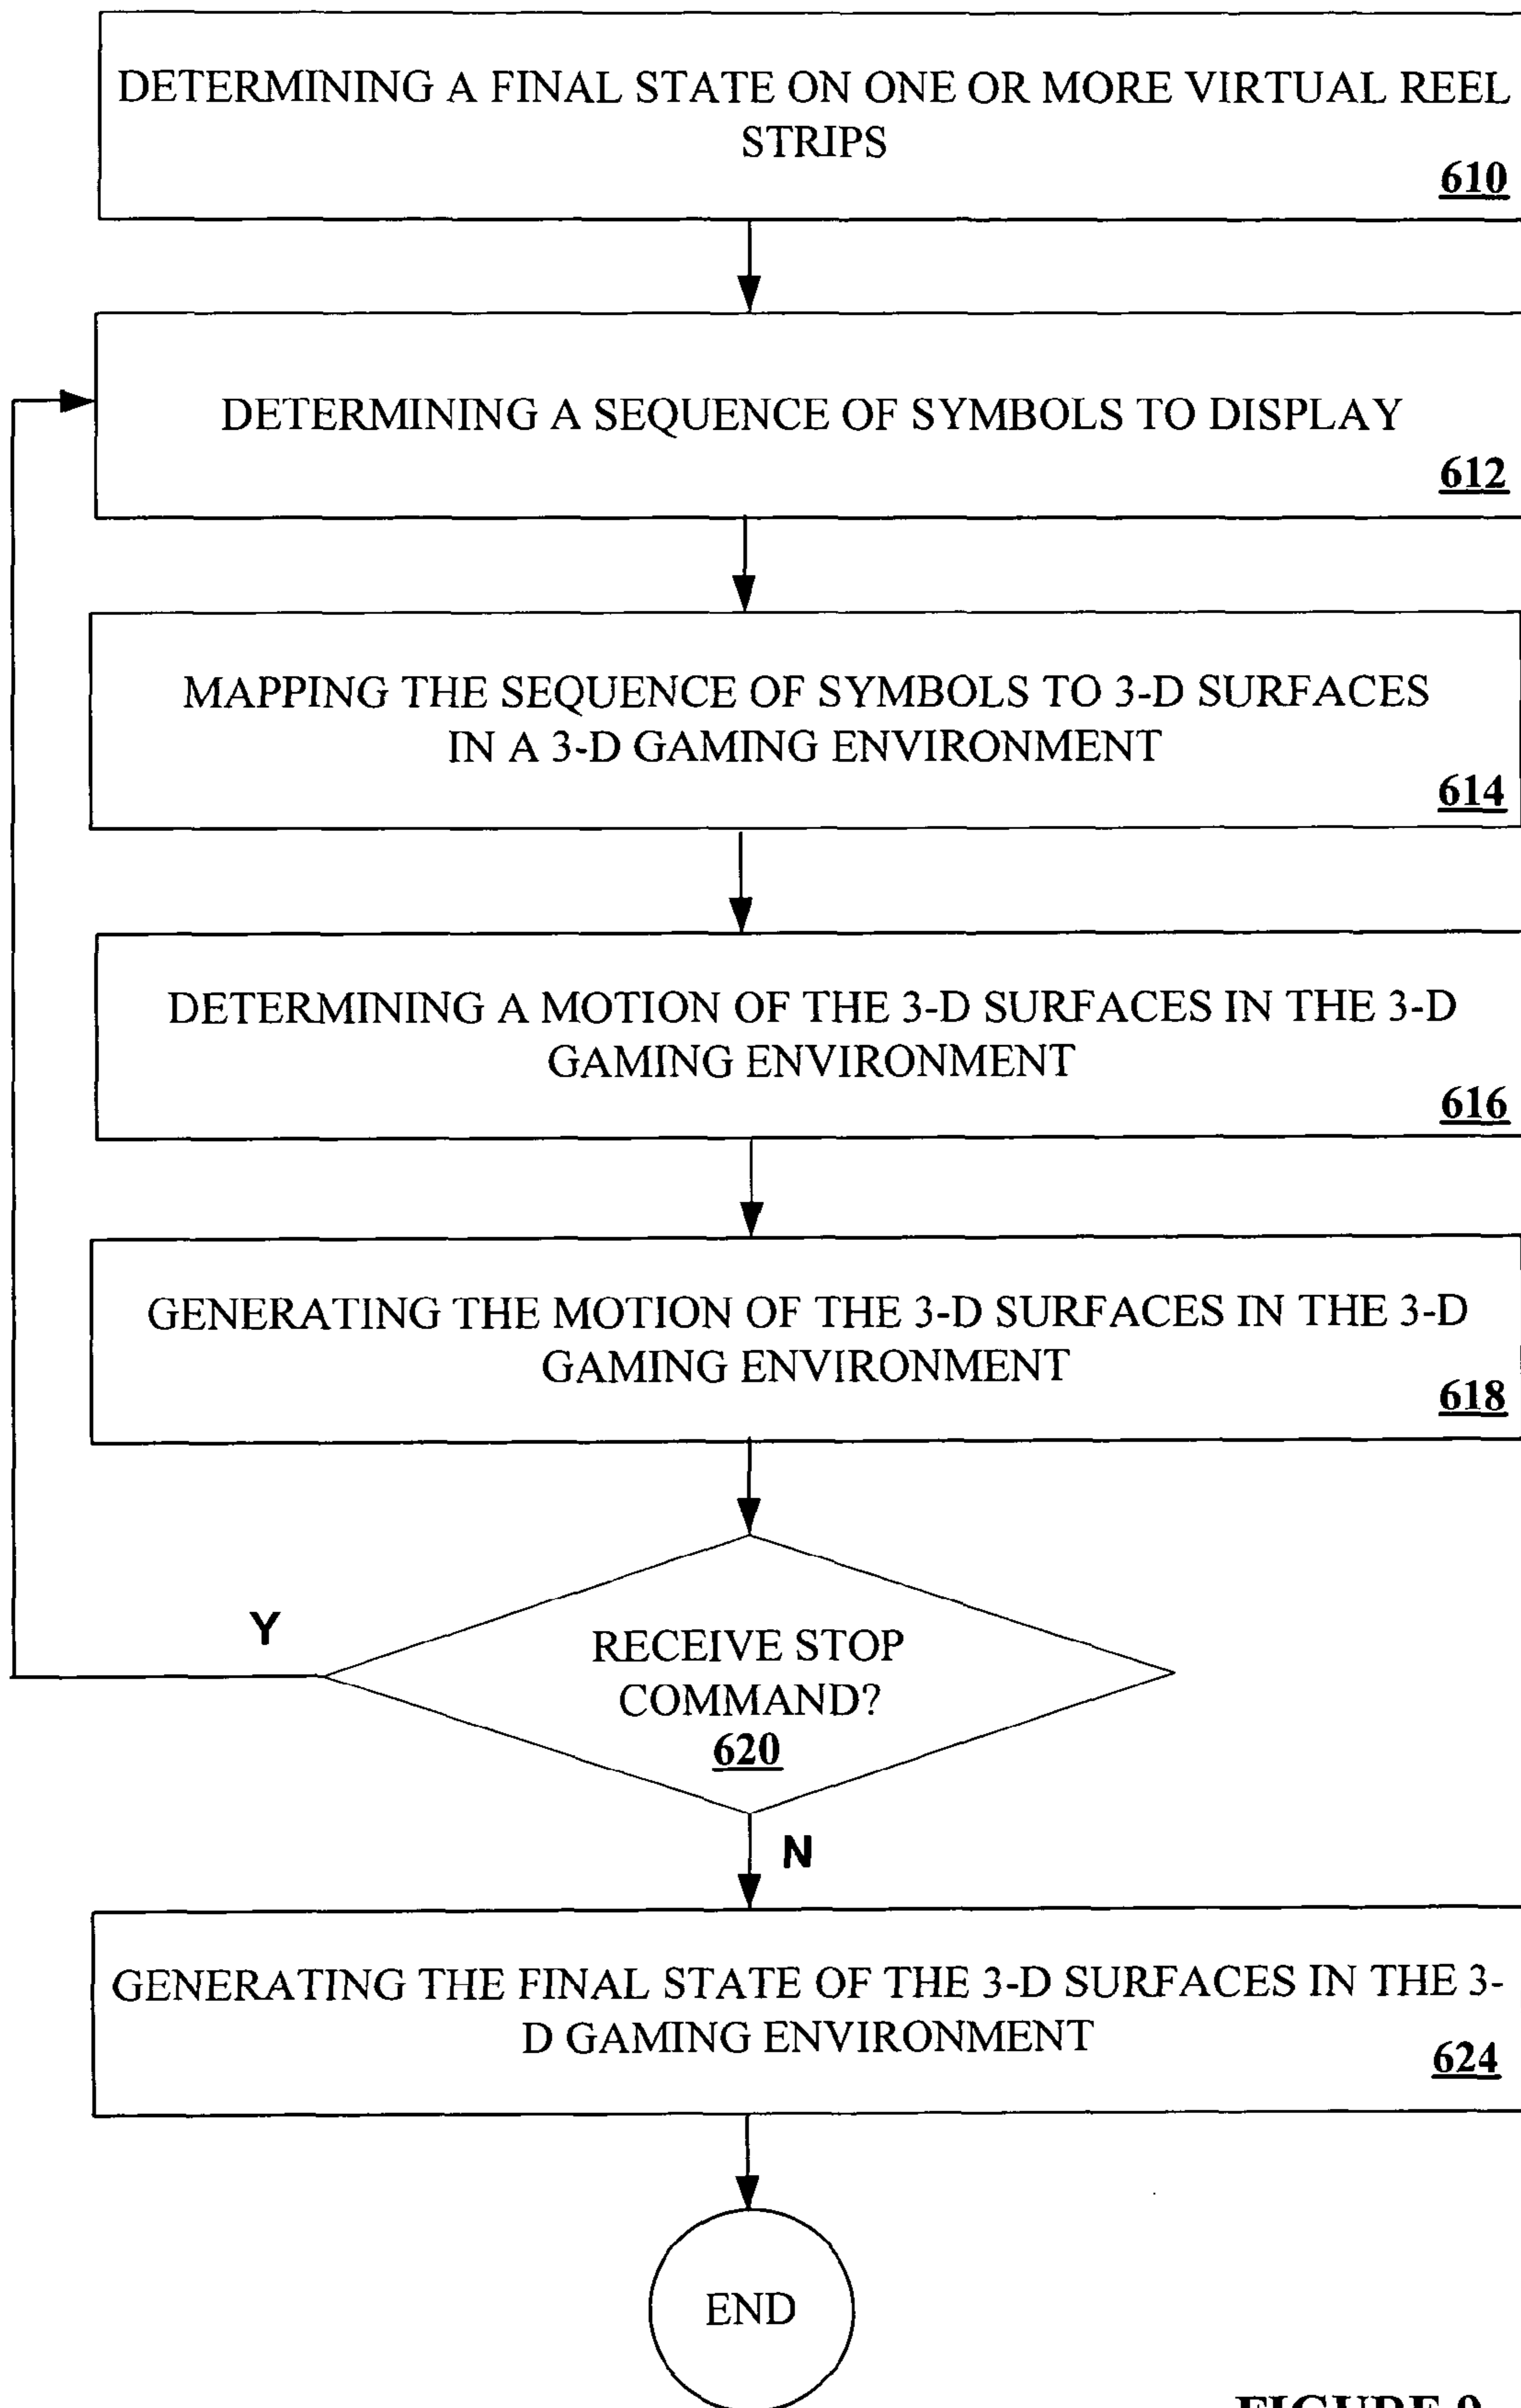 DETERMINING A FINAL STATE ON ONE OR MORE VIRTUAL REEL
STRIPS
610
DETERMINING A SEQUENCE OF SYMBOLS TO DISPLAY
612
MAPPING THE SEQUENCE OF SYMBOLS TO 3-D SURFACES
IN A 3-D GAMING ENVIRONMENT
614
DETERMINING A MOTION OF THE 3-D SURFACES IN THE 3-D
GAMING ENVIRONMENT
616
GENERATING THE MOTION OF THE 3-D SURFACES IN THE 3-D
GAMING ENVIRONMENT
618
Y
RECEIVE STOP
COMMAND?
620
N
GENERATING THE FINAL STATE OF THE 3-D SURFACES IN THE 3-
D GAMING ENVIRONMENT
624
END